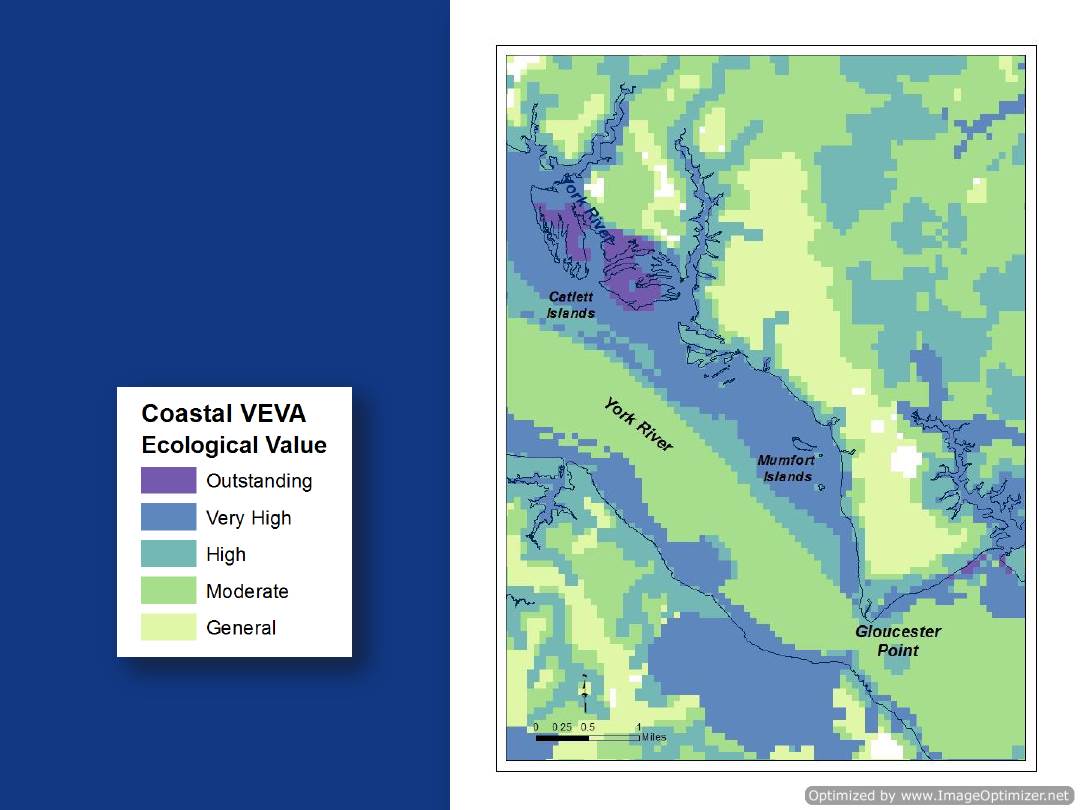 Coastal VEVA
Ecological Value
Outstanding
Very High
High
Moderate
General
York River
Catlett
Islands
York River
Mumfort
Islands
Gloucester
Point
0 0.25 0.5 1
Miles
Optimized by www.ImageOptimizer.net